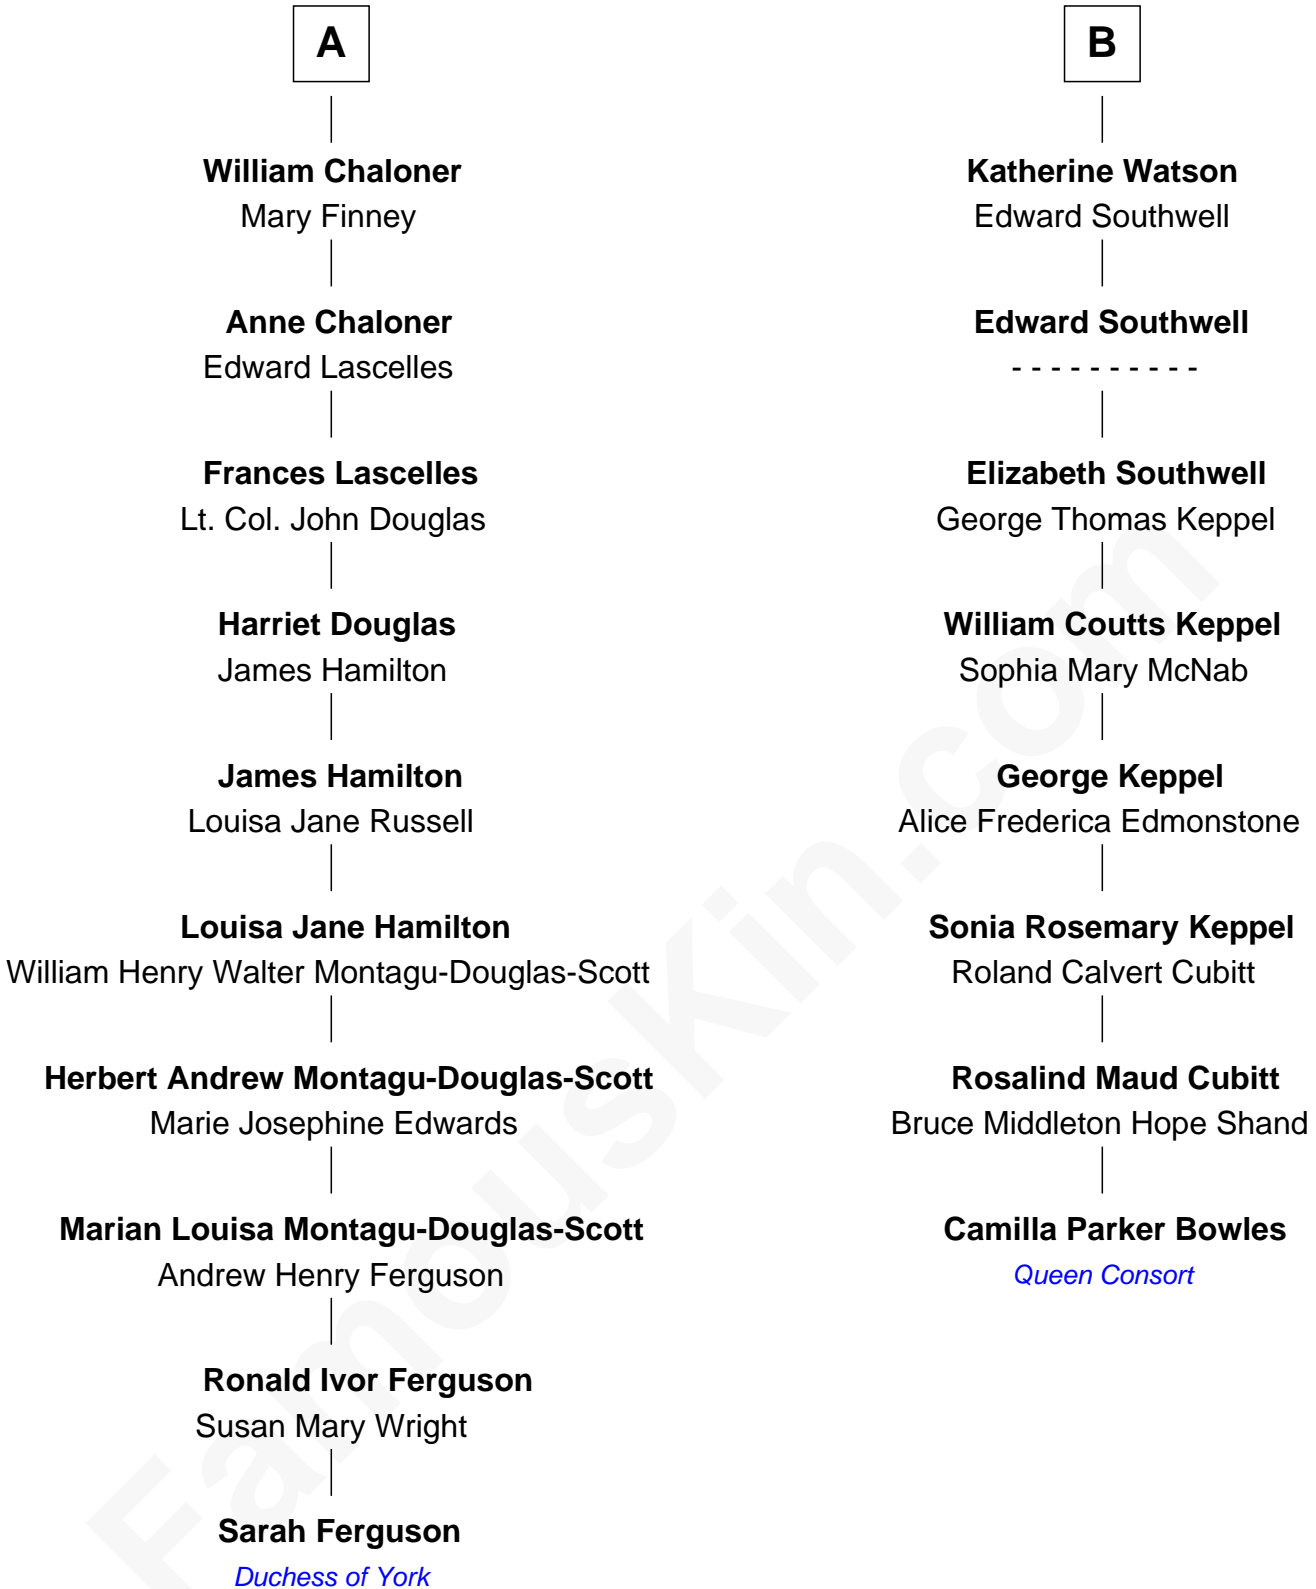 A
William Chaloner
Mary Finney
Anne Chaloner
Edward Lascelles
Frances Lascelles
Lt. Col. John Douglas
Harriet Douglas
James Hamilton
James Hamilton
Louisa Jane Russell
Louisa Jane Hamilton
William Henry Walter Montagu-Douglas-Scott
Herbert Andrew Montagu-Douglas-Scott
Marie Josephine Edwards
Marian Louisa Montagu-Douglas-Scott
Andrew Henry Ferguson
Ronald Ivor Ferguson
Susan Mary Wright
Sarah Ferguson
Duchess of York
B
Katherine Watson
Edward Southwell
Edward Southwell
- - - - - - - - - -
Elizabeth Southwell
George Thomas Keppel
William Coutts Keppel
Sophia Mary McNab
George Keppel
Alice Frederica Edmonstone
Sonia Rosemary Keppel
Roland Calvert Cubitt
Rosalind Maud Cubitt
Bruce Middleton Hope Shand
Camilla Parker Bowles
Queen Consort
FamousKin.com